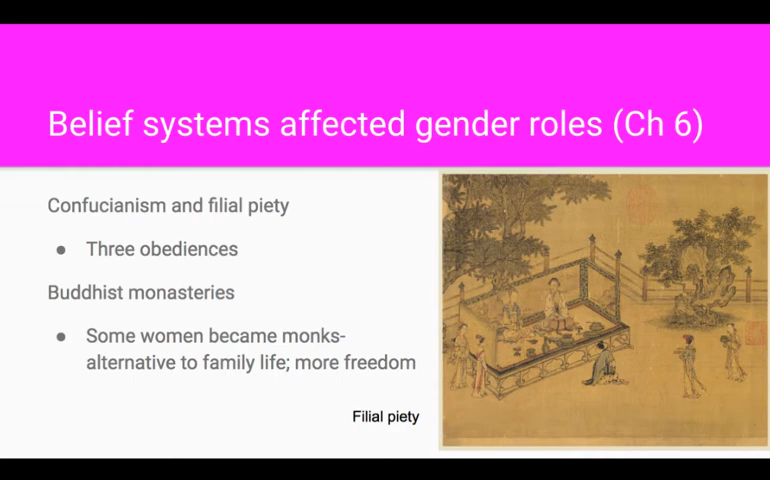 Belief systems affected gender roles (Ch 6)
Confucianism and filial piety
● Three obediences
Buddhist monasteries
● Some women became monks-
alternative to family life; more freedom
Filial piety